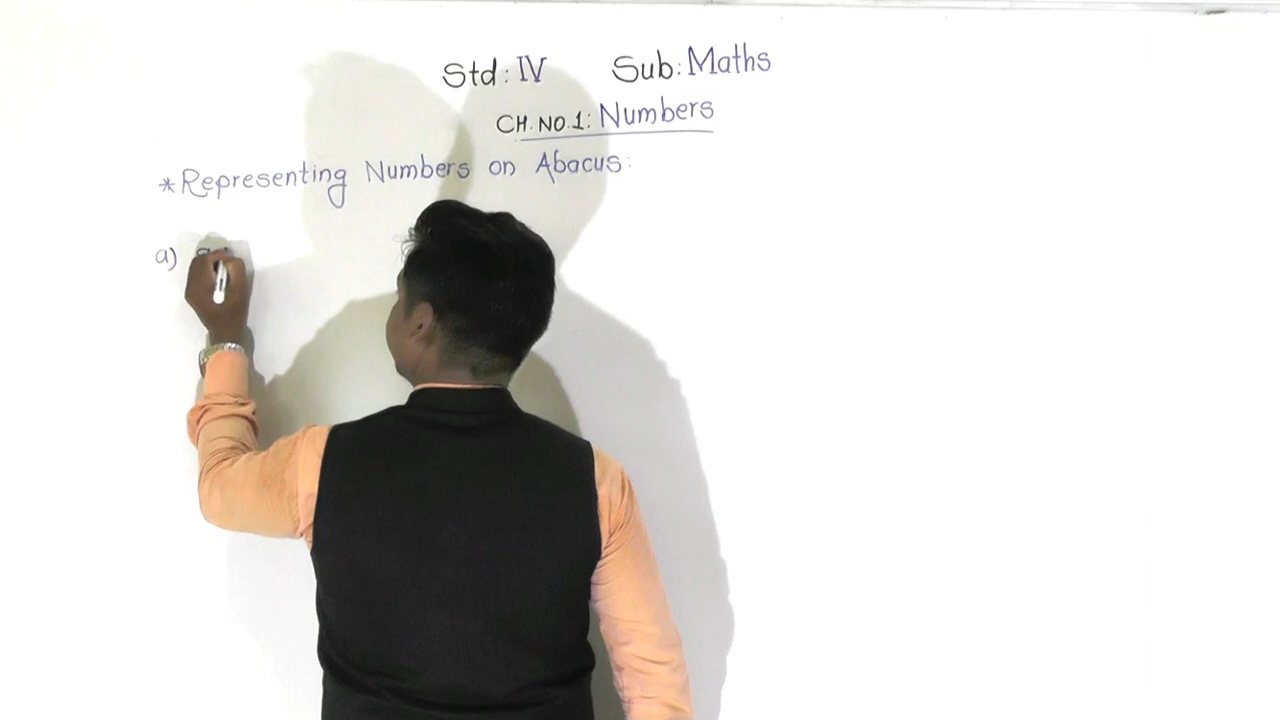 Std: IV Sub: Maths
CH. NO. 1: Numbers
*Representing Numbers on Abacus:
a)